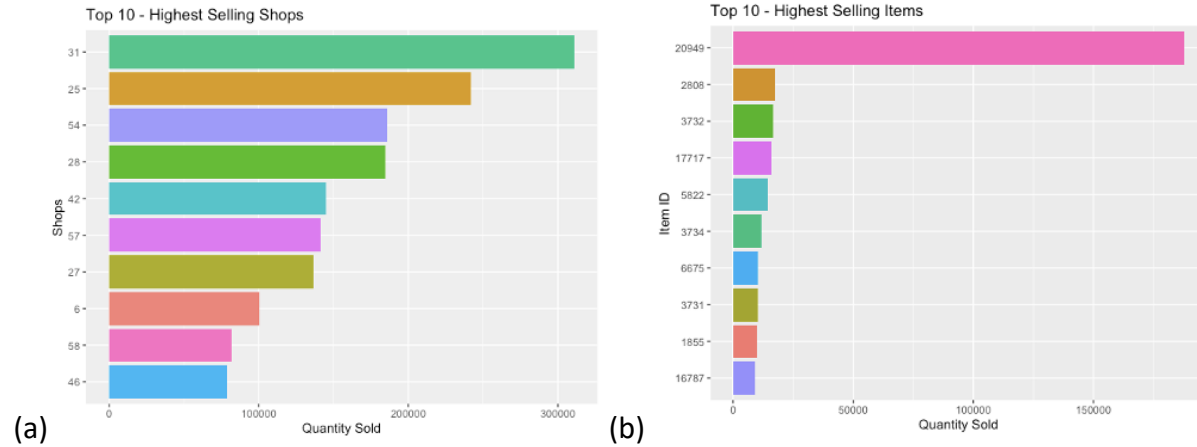 Top 10 - Highest Selling Shops
31
25
54
28
42
57
27
6
58
46
Shops
0 100000 200000 300000
Quantity Sold
(a)
Top 10 - Highest Selling Items
20949
2808
3732
17717
5822
3734
6675
3731
1855
16787
Item ID
0 50000 100000 150000
Quantity Sold
(b)